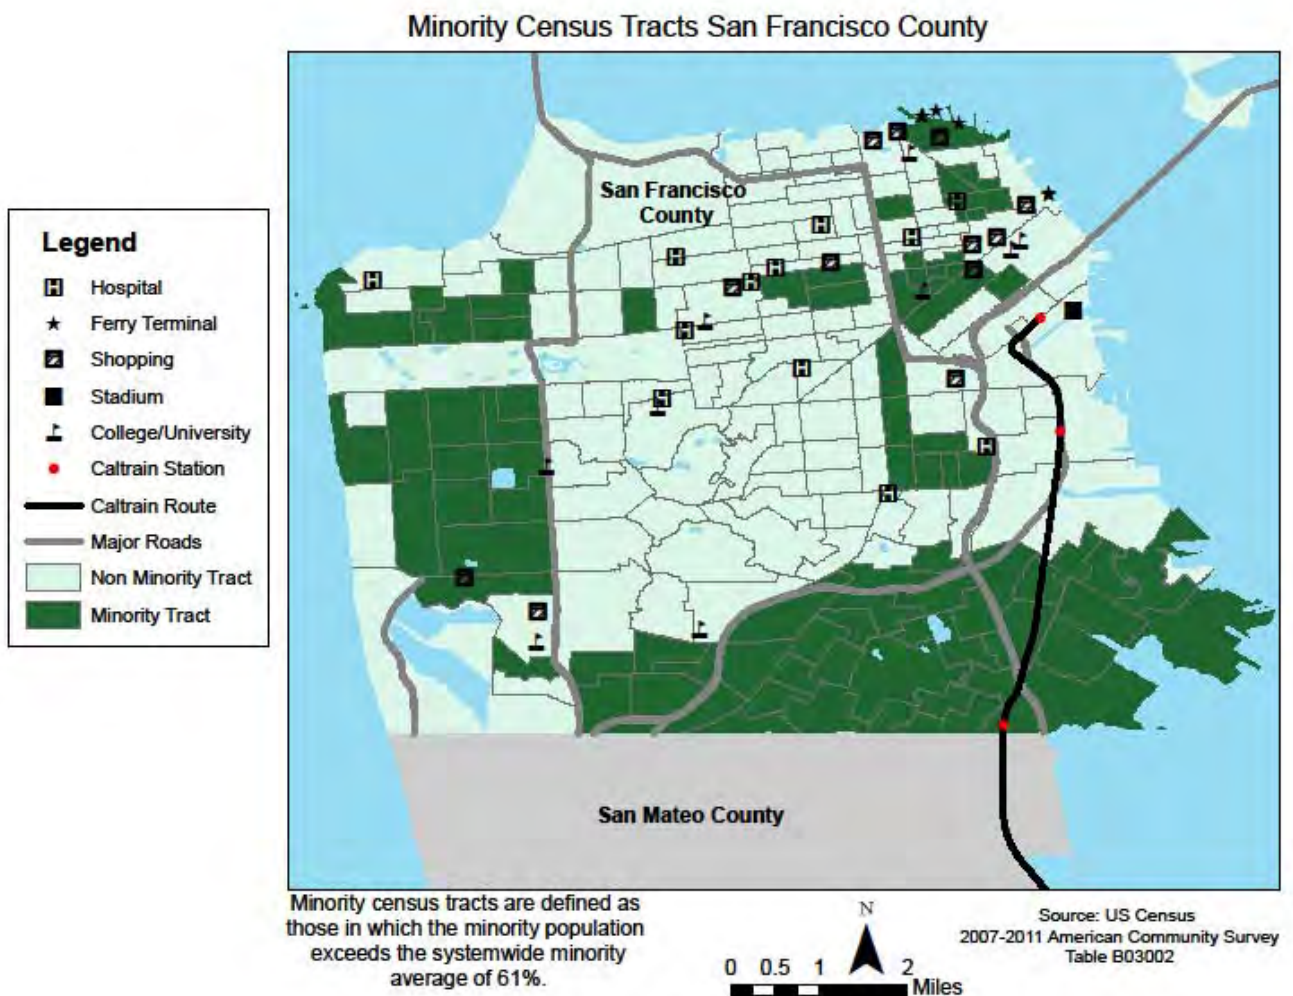 Minority Census Tracts San Francisco County
San Francisco
County
Legend
Hospital
Ferry Terminal
Shopping
Stadium
College/University
Caltrain Station
Caltrain Route
Major Roads
Non Minority Tract
Minority Tract
San Mateo County
Minority census tracts are defined as
those in which the minority population
exceeds the systemwide minority
average of 61%.
N
0 0.5 1 2
Miles
Source: US Census
2007-2011 American Community Survey
Table B03002